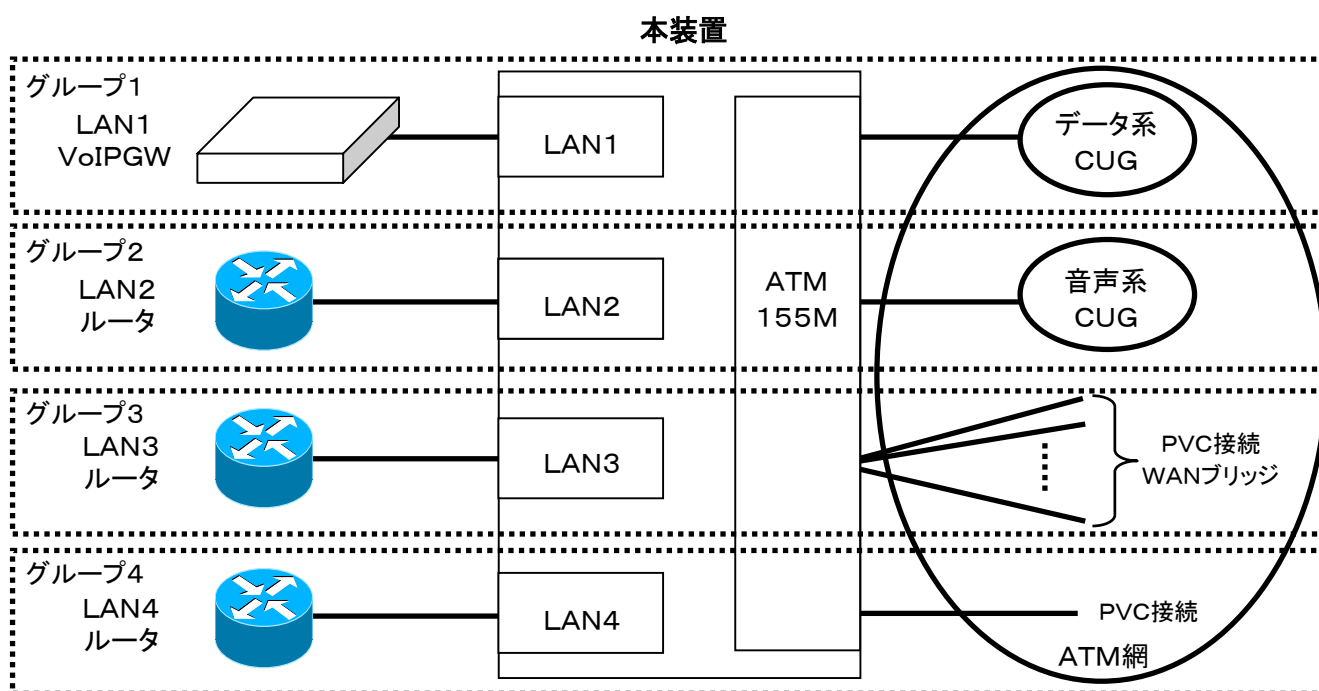 本装置
グループ1
LAN1
VoIPGW
LAN1
データ系
CUG
グループ2
LAN2
ルータ
LAN2
ATM
155M
音声系
CUG
グループ3
LAN3
ルータ
LAN3
PVC接続
WANブリッジ
グループ4
LAN4
ルータ
LAN4
PVC接続
ATM網